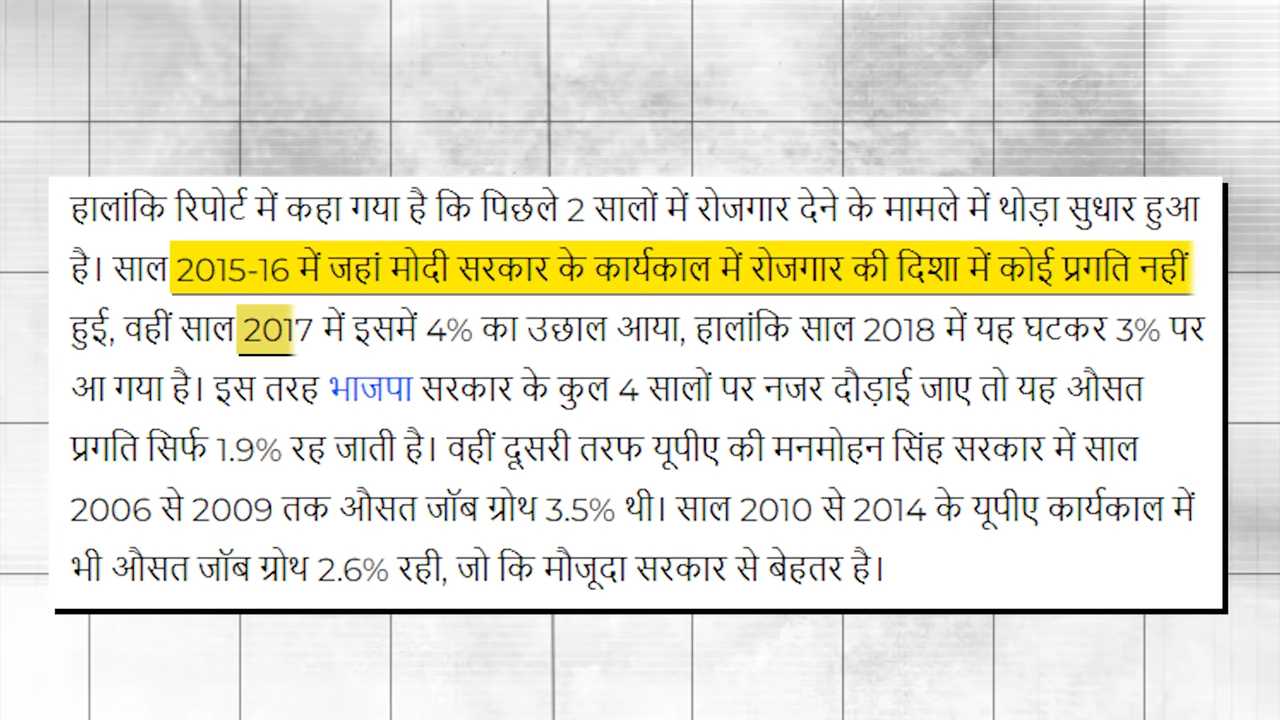 हालांकि रिपोर्ट में कहा गया है कि पिछले 2 सालों में रोजगार देने के मामले में थोड़ा सुधार हुआ
है। साल 2015-16 में जहां मोदी सरकार के कार्यकाल में रोजगार की दिशा में कोई प्रगति नहीं
हुई, वहीं साल 2017 में इसमें 4% का उछाल आया, हालांकि साल 2018 में यह घटकर 3% पर
आ गया है। इस तरह भाजपा सरकार के कुल 4 सालों पर नजर दौड़ाई जाए तो यह औसत
प्रगति सिर्फ 1.9% रह जाती है। वहीं दूसरी तरफ यूपीए की मनमोहन सिंह सरकार में साल
2006 से 2009 तक औसत जॉब ग्रोथ 3.5% थी। साल 2010 से 2014 के यूपीए कार्यकाल में
भी औसत जॉब ग्रोथ 2.6% रही, जो कि मौजूदा सरकार से बेहतर है।